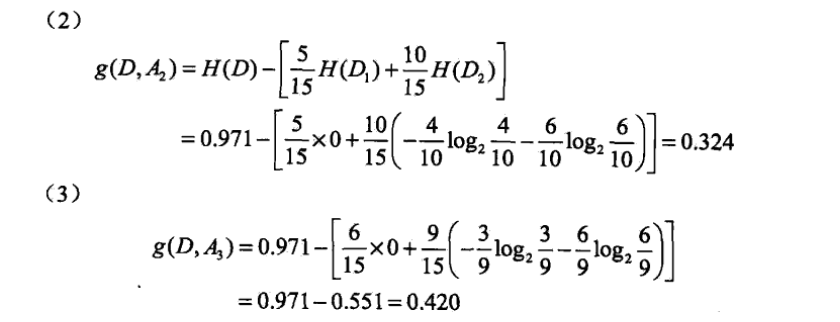 （2）
g(D, A₂) = H(D) − [5/15 H(D₁) + 10/15 H(D₂)]
= 0.971 − [5/15 × 0 + 10/15 (− 4/10 log₂ 4/10 − 6/10 log₂ 6/10)] = 0.324
（3）
g(D, A₃) = 0.971 − [6/15 × 0 + 9/15 (− 3/9 log₂ 3/9 − 6/9 log₂ 6/9)]
= 0.971 − 0.551 = 0.420